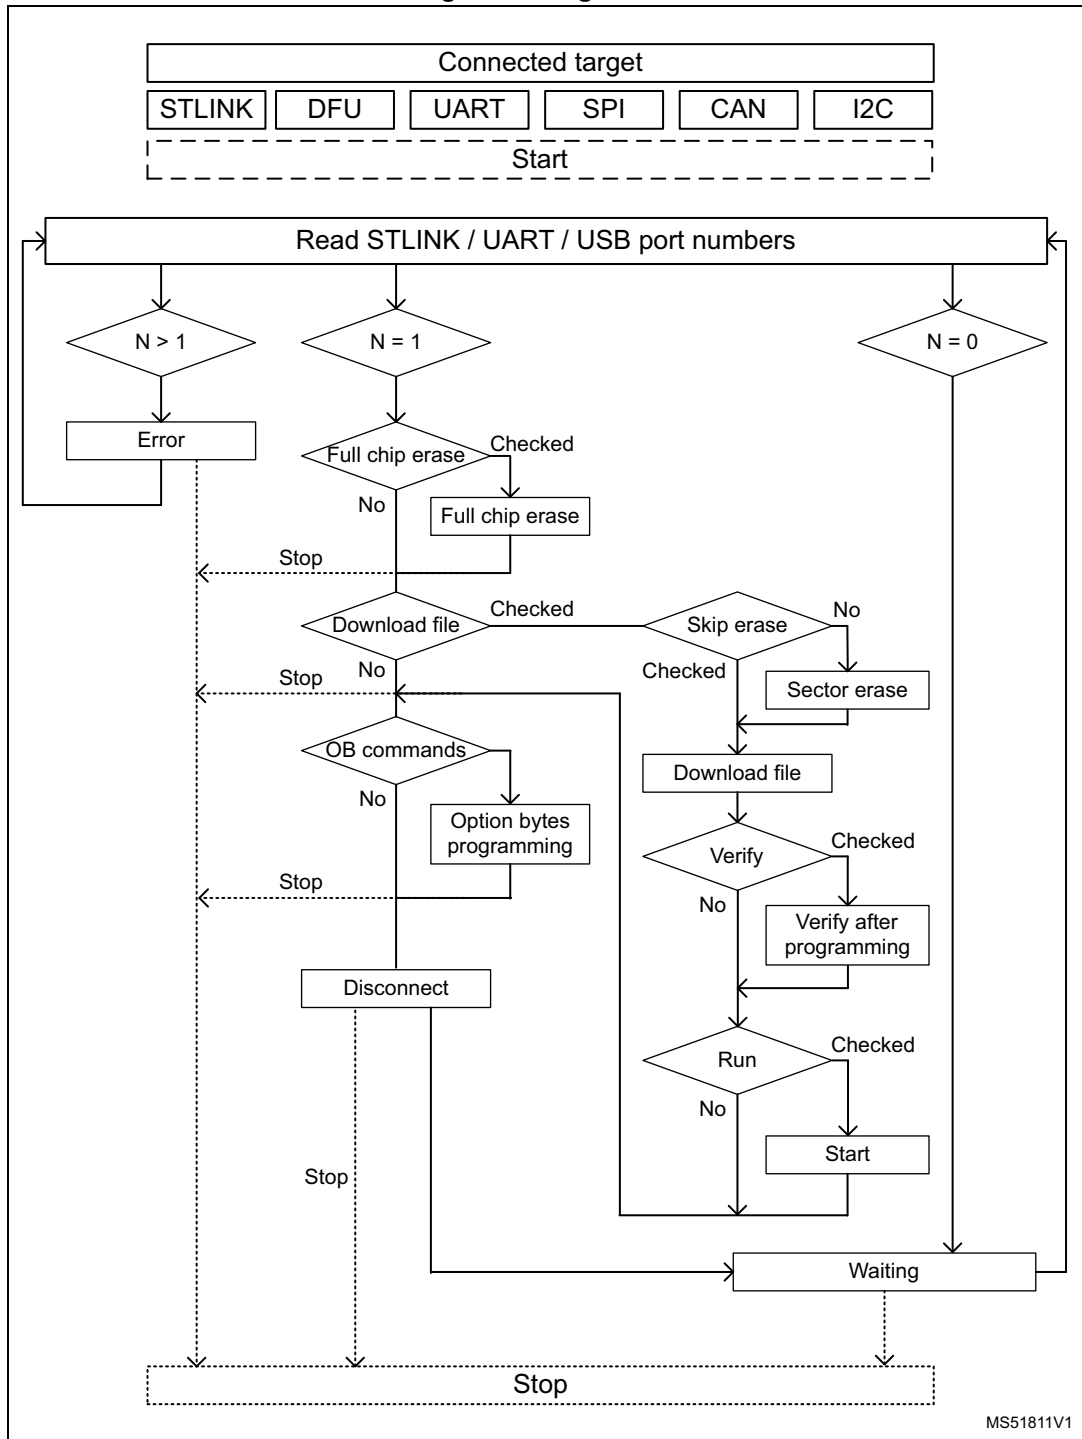 Connected target
STLINK DFU UART SPI CAN I2C
Start
Read STLINK / UART / USB port numbers
N > 1
N = 1
N = 0
Error
Full chip erase
Checked
No
Full chip erase
Stop
Download file
Checked
Skip erase
No
No
Checked
Sector erase
Stop
OB commands
Download file
No
Option bytes
programming
Verify
Checked
Stop
No
Verify after
programming
Disconnect
Run
Checked
No
Start
Stop
Waiting
Stop
MS51811V1